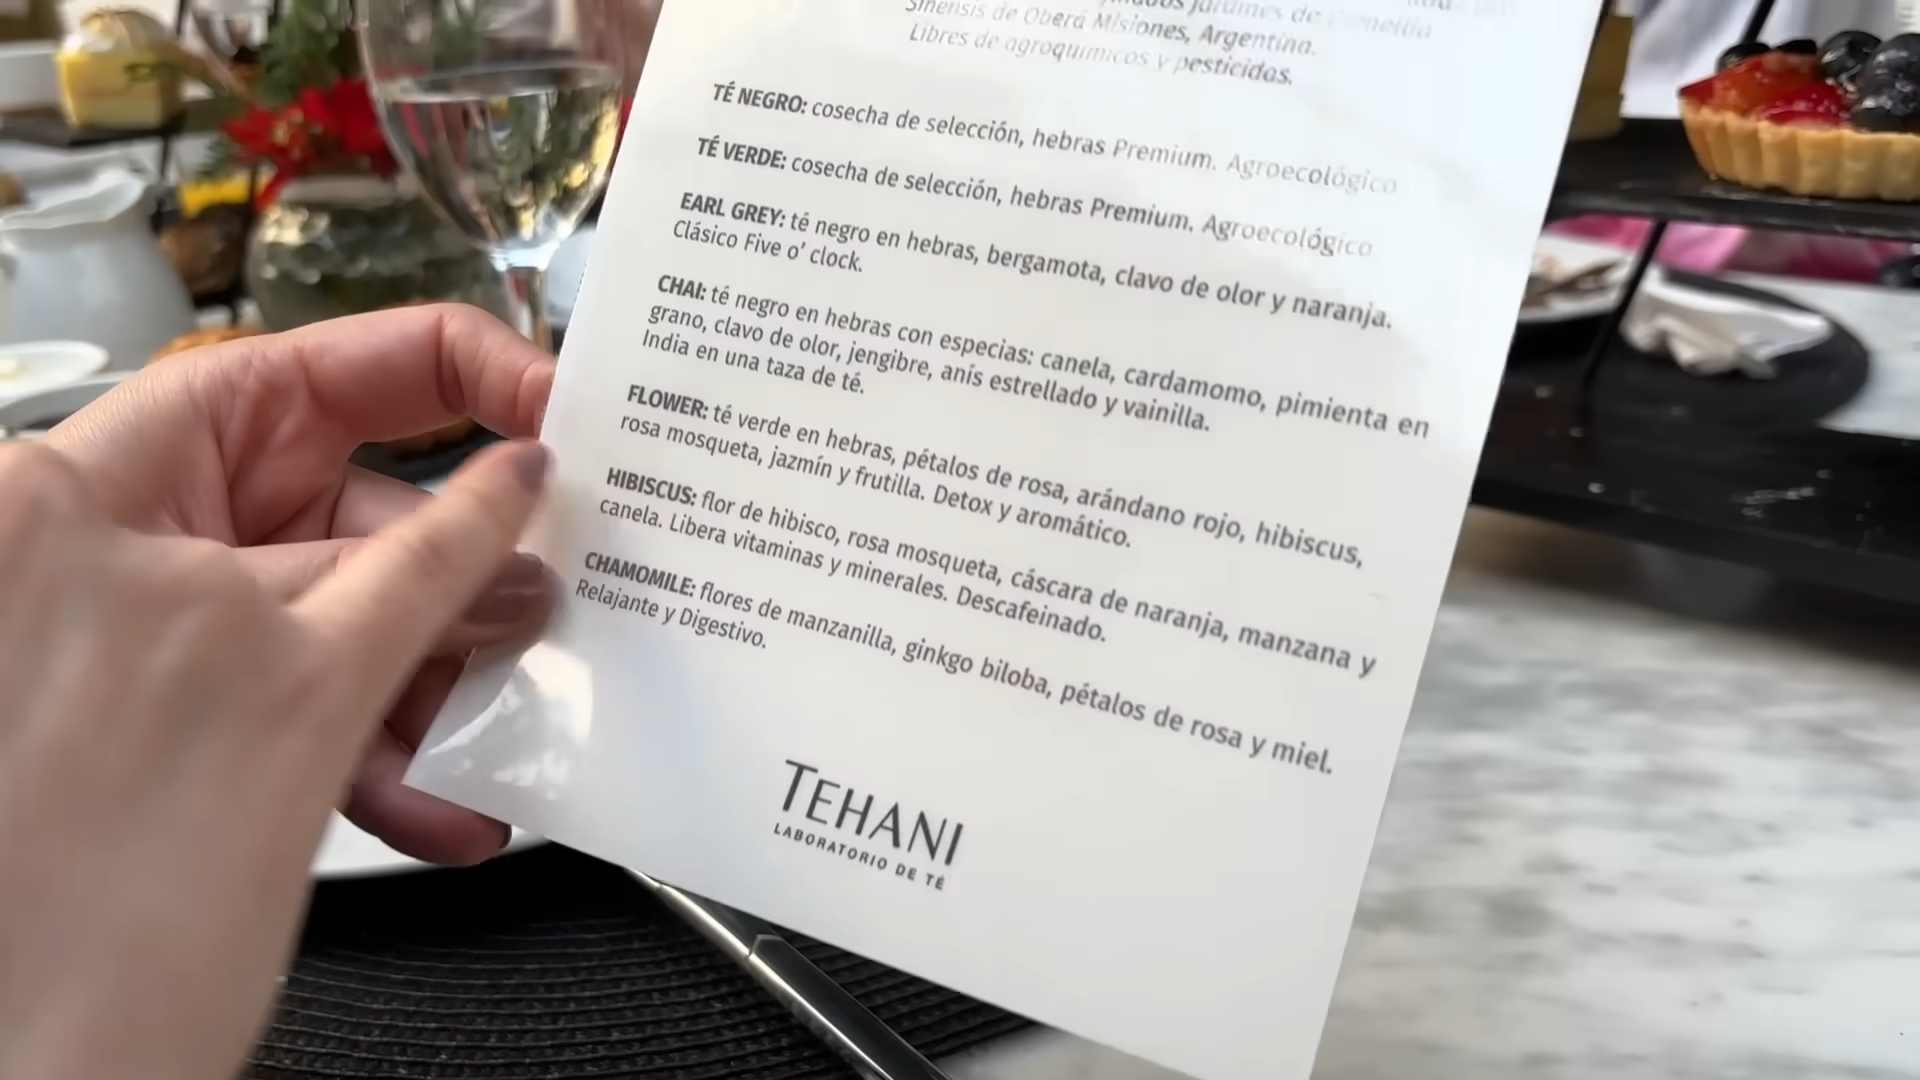 jardines de Camellia
Sinensis de Oberá Misiones, Argentina.
Libres de agroquímicos y pesticidas.
TÉ NEGRO: cosecha de selección, hebras Premium. Agroecológico
TÉ VERDE: cosecha de selección, hebras Premium. Agroecológico
EARL GREY: té negro en hebras, bergamota, clavo de olor y naranja.
Clásico Five o' clock.
CHAI: té negro en hebras con especias: canela, cardamomo, pimienta en
grano, clavo de olor, jengibre, anís estrellado y vainilla.
India en una taza de té.
FLOWER: té verde en hebras, pétalos de rosa, arándano rojo, hibiscus,
rosa mosqueta, jazmín y frutilla. Detox y aromático.
HIBISCUS: flor de hibisco, rosa mosqueta, cáscara de naranja, manzana y
canela. Libera vitaminas y minerales. Descafeinado.
CHAMOMILE: flores de manzanilla, ginkgo biloba, pétalos de rosa y miel.
Relajante y Digestivo.
TEHANI
LABORATORIO DE TÉ